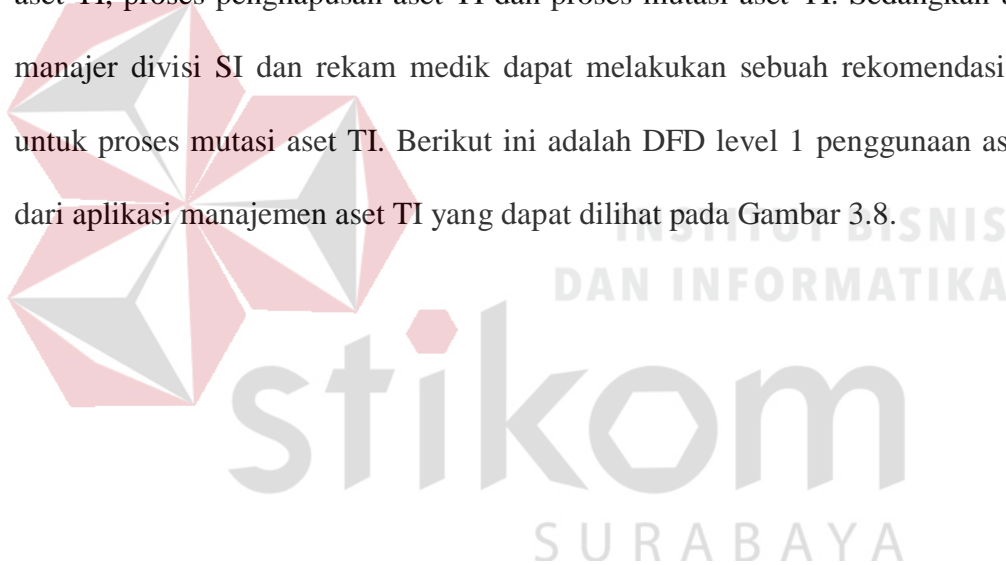 aset TI, proses penghapusan aset TI dan proses mutasi aset TI. Sedangkan
manajer divisi SI dan rekam medik dapat melakukan sebuah rekomendasi
untuk proses mutasi aset TI. Berikut ini adalah DFD level 1 penggunaan
dari aplikasi manajemen aset TI yang dapat dilihat pada Gambar 3.8.
INSTITUT BISNIS
DAN INFORMATIKA
stikom
SURABAYA